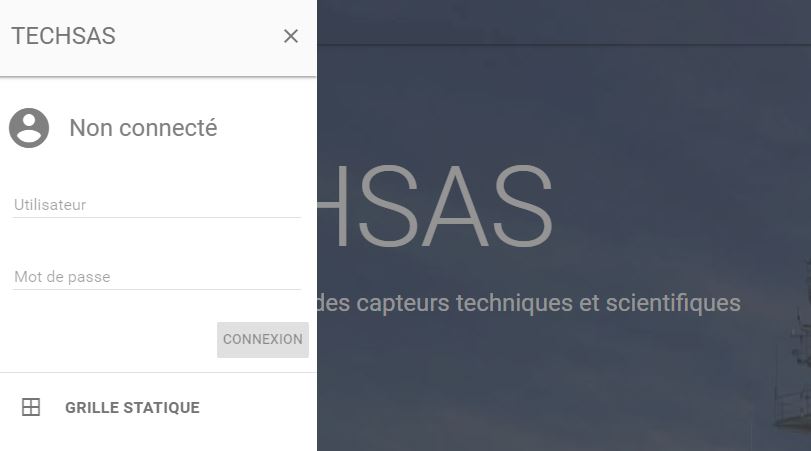 TECHSAS
Non connecté
Utilisateur
Mot de passe
CONNEXION
GRILLE STATIQUE
HSAS
des capteurs techniques et scientifiques